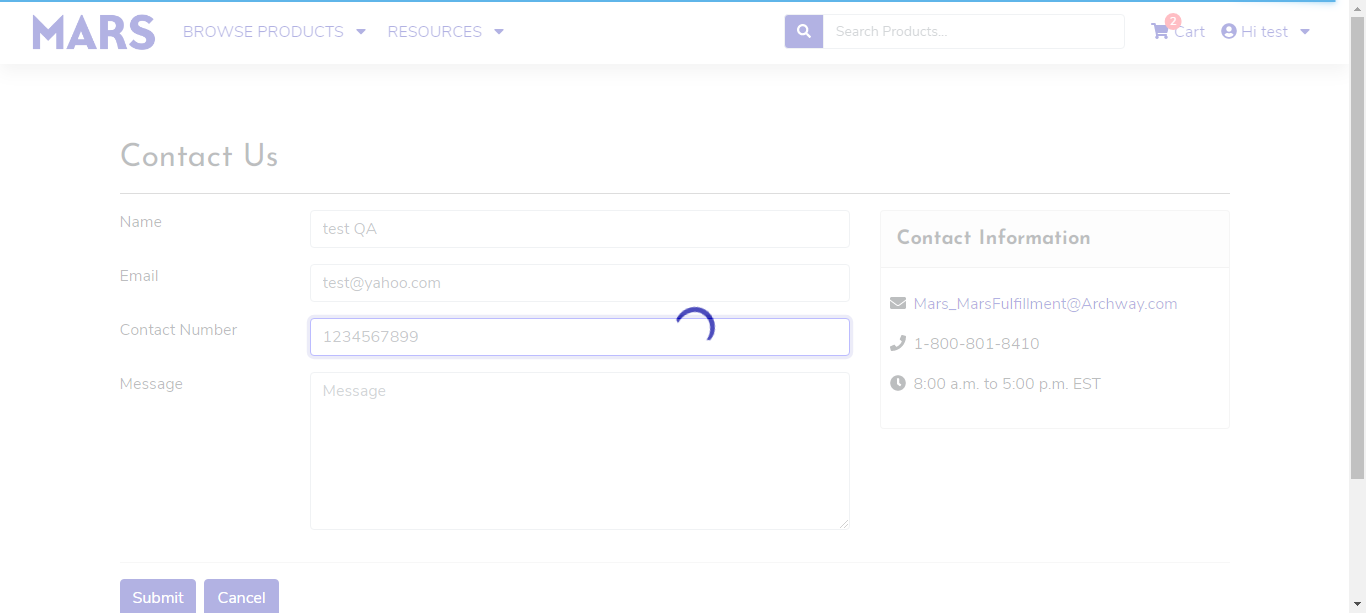 MARS BROWSE PRODUCTS RESOURCES Search Products... 2 Cart Hi test
Contact Us
Name test QA
Email test@yahoo.com
Contact Number 1234567899
Message Message
Contact Information
Mars_MarsFulfillment@Archway.com
1-800-801-8410
8:00 a.m. to 5:00 p.m. EST
Submit Cancel